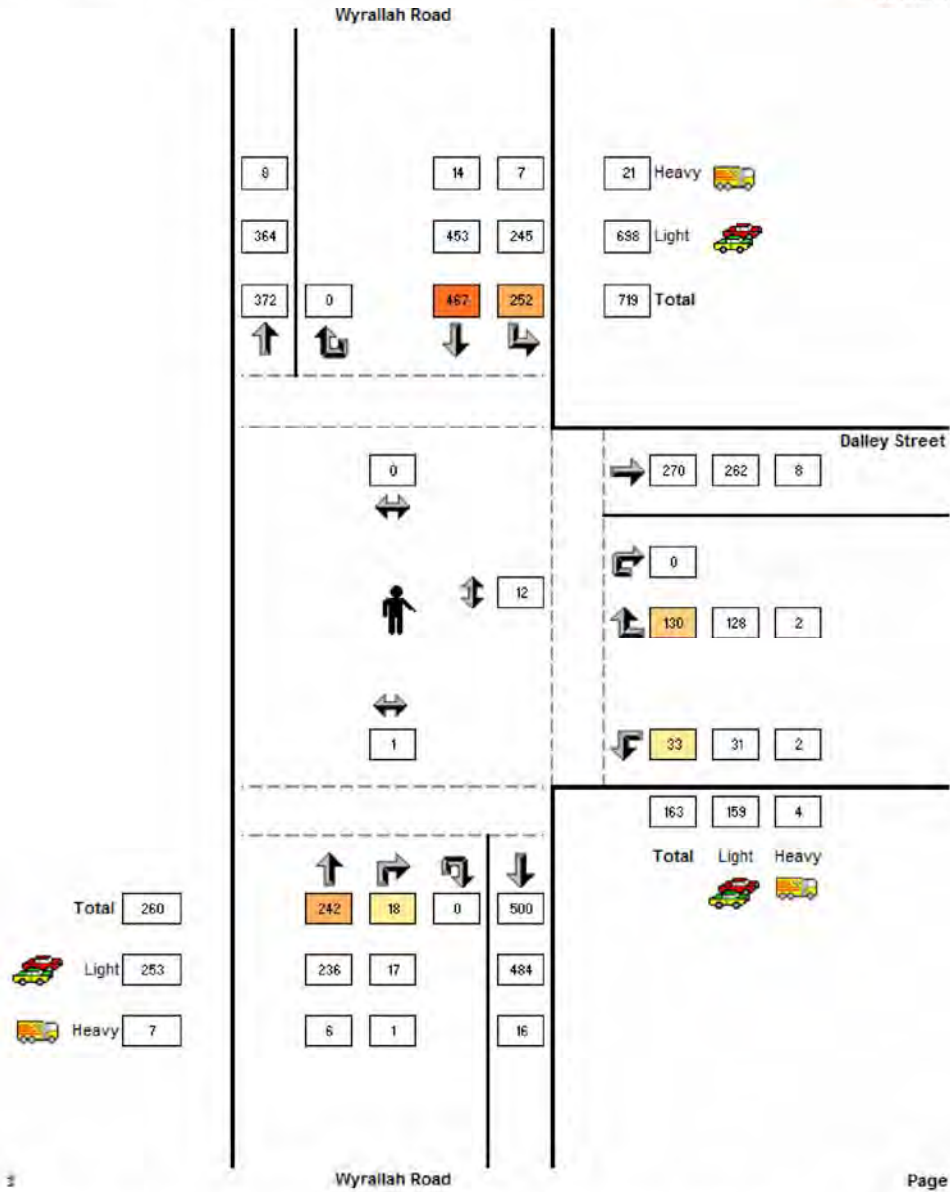 Wyrallah Road
8 14 7 21 Heavy
364 453 245 698 Light
372 0 467 252 719 Total
Dalley Street
0 270 262 8
0
12
130 128 2
1 33 31 2
163 159 4
Total Light Heavy
Total 260 242 18 0 500
Light 253 236 17 484
Heavy 7 6 1 16
Wyrallah Road Page